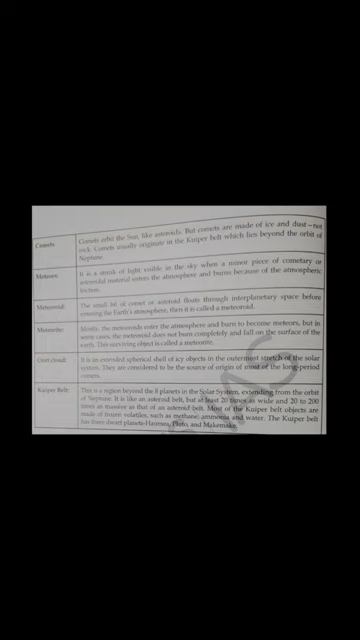 Comets
Comets orbit the Sun, like asteroids. But comets are made of ice and dust—not
rock. Comets usually originate in the Kuiper belt which lies beyond the orbit of
Neptune.
Meteors:
It is a streak of light visible in the sky when a minor piece of cometary or
asteroidal material enters the atmosphere and burns because of the atmospheric
friction.
Meteoroid:
The small bit of comet or asteroid floats through interplanetary space before
entering the Earth's atmosphere, then it is called a meteoroid.
Meteorite:
Mostly, the meteoroids enter the atmosphere and burn to become meteors, but in
some cases, the meteoroid does not burn completely and fall on the surface of the
earth. This surviving object is called a meteorite.
Oort cloud:
It is an extended spherical shell of icy objects in the outermost stretch of the solar
system. They are considered to be the source of origin of most of the long-period
comets.
Kuiper Belt:
This is a region beyond the 8 planets in the Solar System, extending from the orbit
of Neptune. It is like an asteroid belt, but at least 20 times as wide and 20 to 200
times as massive as that of an asteroid belt. Most of the Kuiper belt objects are
made of frozen volatiles, such as methane, ammonia and water. The Kuiper belt
has three dwarf planets-Haumea, Pluto, and Makemake.
IAS